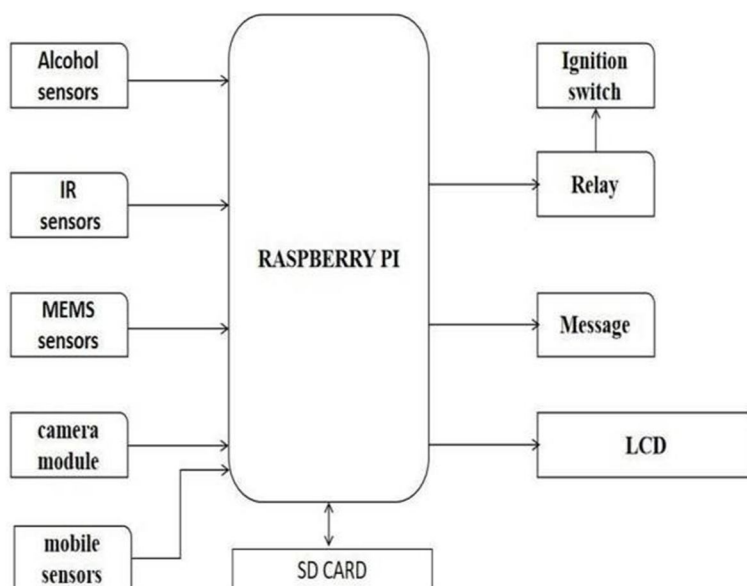 Alcohol
sensors
IR
sensors
MEMS
sensors
camera
module
mobile
sensors
RASPBERRY PI
SD CARD
Ignition
switch
Relay
Message
LCD